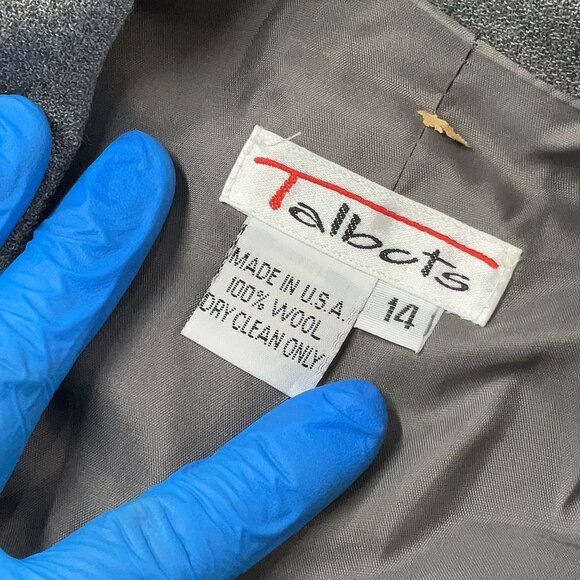 Talbots
MADE IN U.S.A.
100% WOOL
DRY CLEAN ONLY
14